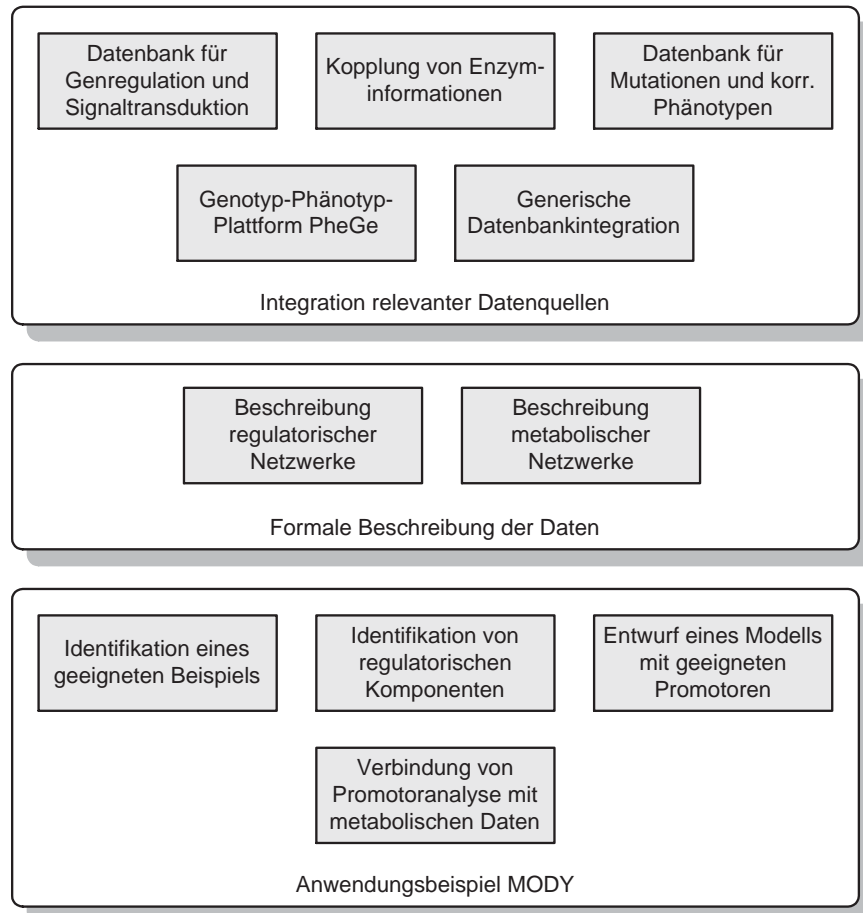 Datenbank für
Genregulation und
Signaltransduktion
Kopplung von Enzym-
informationen
Datenbank für
Mutationen und korr.
Phänotypen
Genotyp-Phänotyp-
Plattform PheGe
Generische
Datenbankintegration
Integration relevanter Datenquellen
Beschreibung
regulatorischer
Netzwerke
Beschreibung
metabolischer
Netzwerke
Formale Beschreibung der Daten
Identifikation eines
geeigneten Beispiels
Identifikation von
regulatorischen
Komponenten
Entwurf eines Modells
mit geeigneten
Promotoren
Verbindung von
Promotoranalyse mit
metabolischen Daten
Anwendungsbeispiel MODY